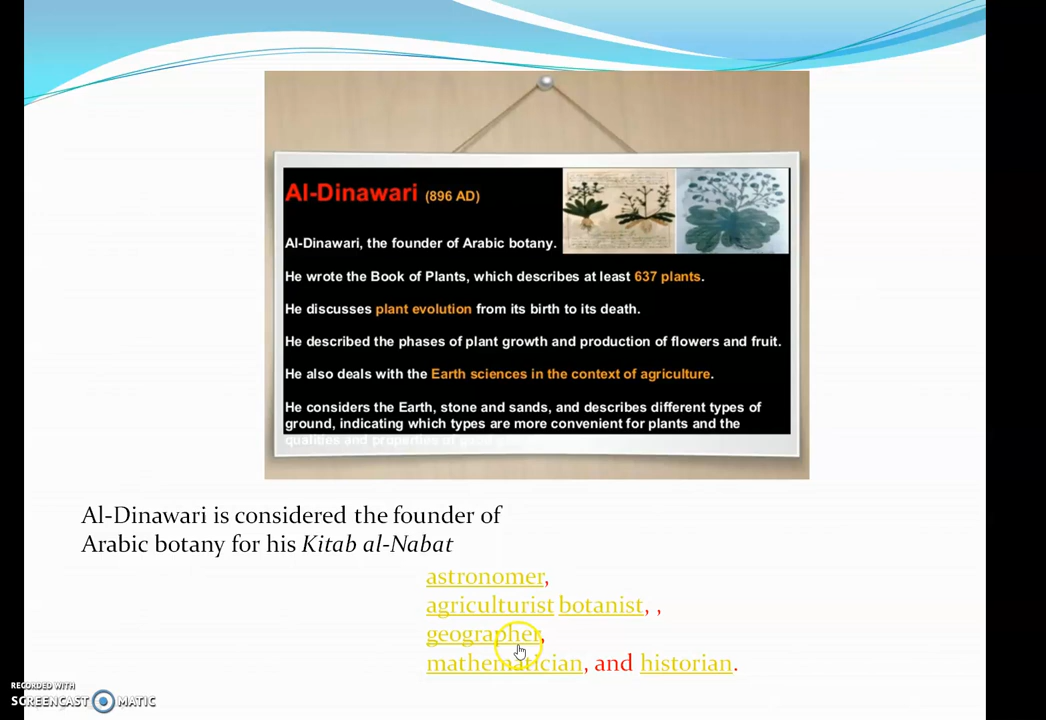 Al-Dinawari (896 AD)
Al-Dinawari, the founder of Arabic botany.
He wrote the Book of Plants, which describes at least 637 plants.
He discusses plant evolution from its birth to its death.
He described the phases of plant growth and production of flowers and fruit.
He also deals with the Earth sciences in the context of agriculture.
He considers the Earth, stone and sands, and describes different types of
ground, indicating which types are more convenient for plants and the
qualities and properties of good
Al-Dinawari is considered the founder of
Arabic botany for his Kitab al-Nabat
astronomer,
agriculturist botanist, ,
geographer,
mathematician, and historian.
RECORDED WITH
SCREENCAST MATIC